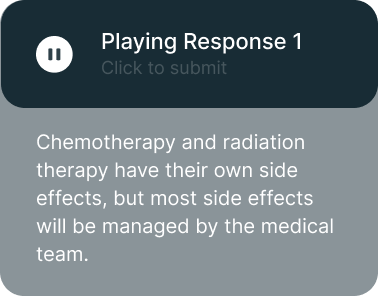 Playing Response 1
Click to submit
Chemotherapy and radiation
therapy have their own side
effects, but most side effects
will be managed by the medical
team.